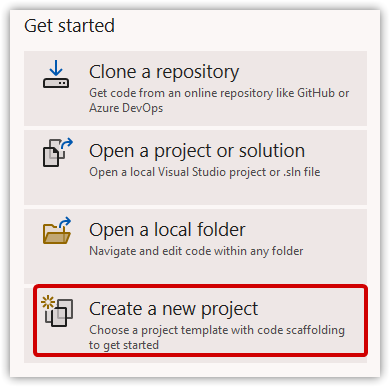 Get started
Clone a repository
Get code from an online repository like GitHub or
Azure DevOps
Open a project or solution
Open a local Visual Studio project or .sln file
Open a local folder
Navigate and edit code within any folder
Create a new project
Choose a project template with code scaffolding
to get started